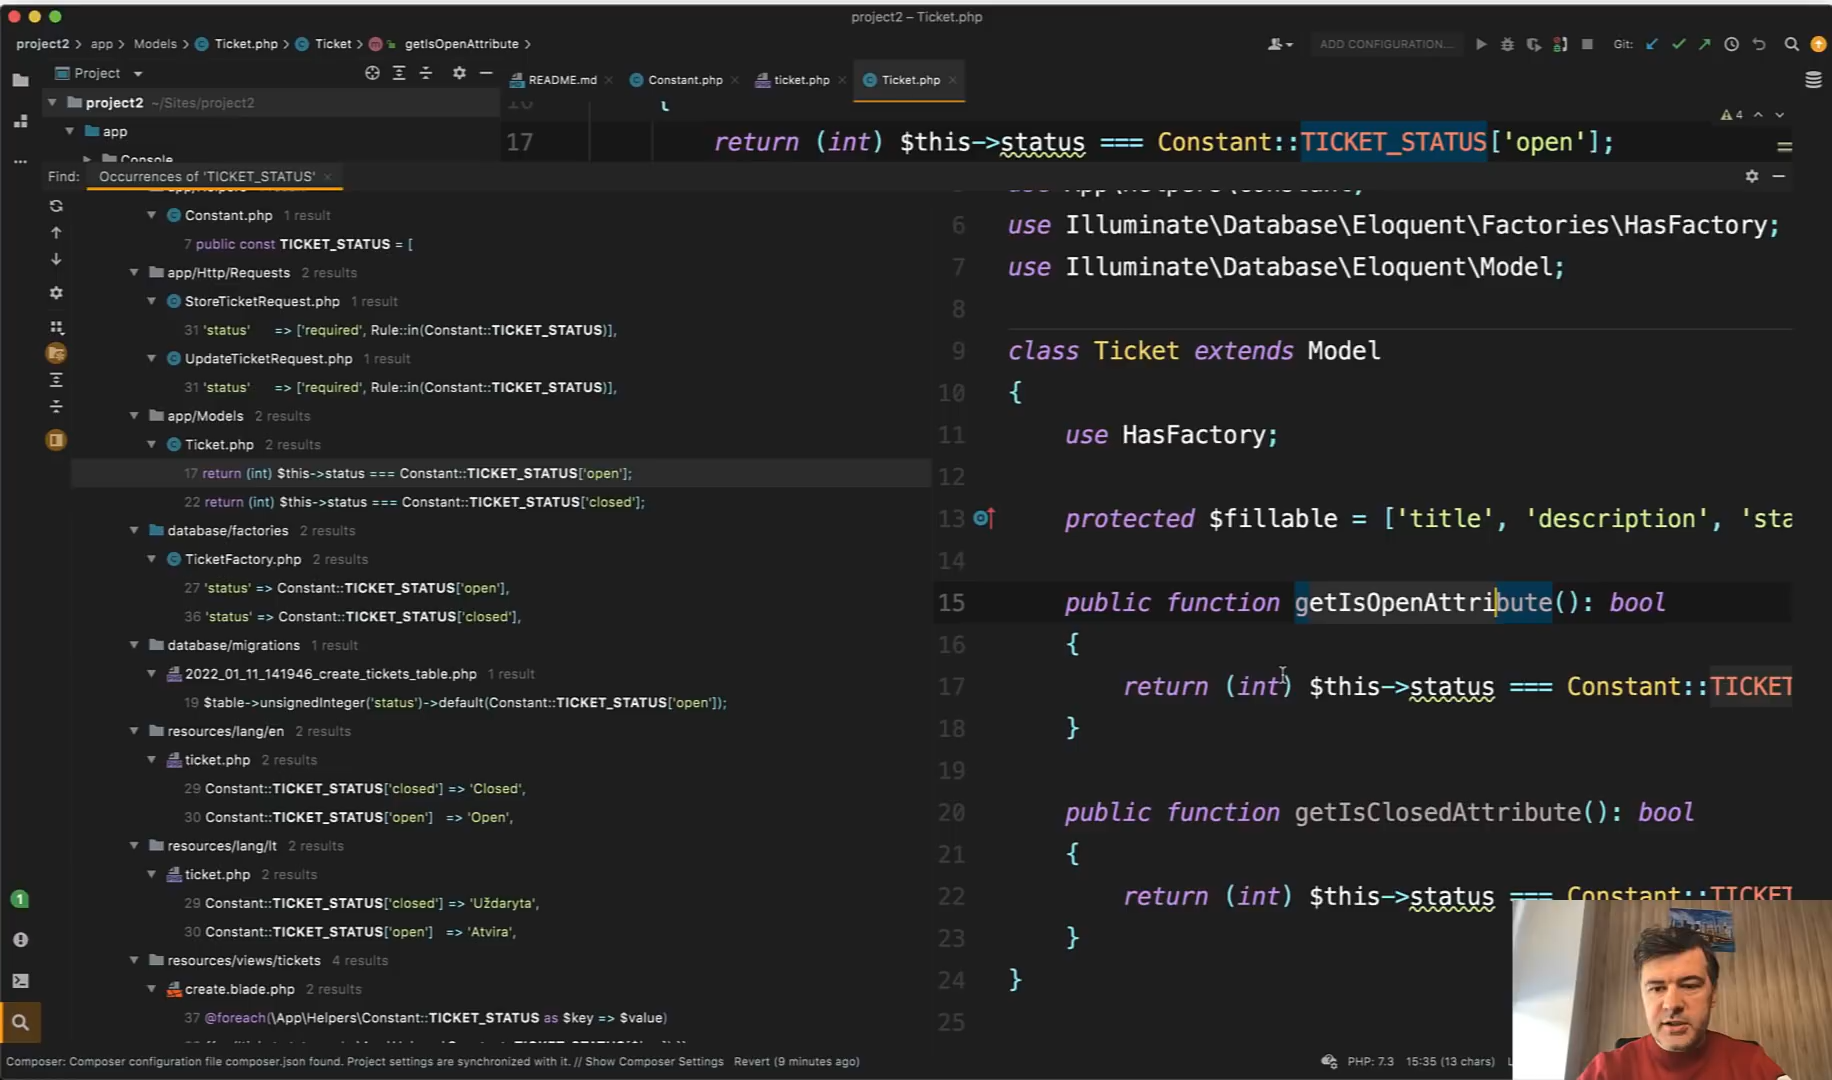 project2 – Ticket.php
project2 > app > Models > Ticket.php > Ticket > getIsOpenAttribute >
ADD CONFIGURATION...
Git:
Project
README.md
Constant.php
ticket.php
Ticket.php
project2 ~/Sites/project2
app
Console
16 {
17 return (int) $this->status === Constant::TICKET_STATUS['open'];
4
Find: Occurrences of 'TICKET_STATUS'
Constant.php 1 result
7 public const TICKET_STATUS = [
app/Http/Requests 2 results
StoreTicketRequest.php 1 result
31 'status' => ['required', Rule::in(Constant::TICKET_STATUS)],
UpdateTicketRequest.php 1 result
31 'status' => ['required', Rule::in(Constant::TICKET_STATUS)],
app/Models 2 results
Ticket.php 2 results
17 return (int) $this->status === Constant::TICKET_STATUS['open'];
22 return (int) $this->status === Constant::TICKET_STATUS['closed'];
database/factories 2 results
TicketFactory.php 2 results
27 'status' => Constant::TICKET_STATUS['open'],
36 'status' => Constant::TICKET_STATUS['closed'],
database/migrations 1 result
2022_01_11_141946_create_tickets_table.php 1 result
19 $table->unsignedInteger('status')->default(Constant::TICKET_STATUS['open']);
resources/lang/en 2 results
ticket.php 2 results
29 Constant::TICKET_STATUS['closed'] => 'Closed',
30 Constant::TICKET_STATUS['open'] => 'Open',
resources/lang/lt 2 results
ticket.php 2 results
29 Constant::TICKET_STATUS['closed'] => 'Uždaryta',
30 Constant::TICKET_STATUS['open'] => 'Atvira',
resources/views/tickets 4 results
create.blade.php 2 results
37 @foreach(\App\Helpers\Constant::TICKET_STATUS as $key => $value)
6 use Illuminate\Database\Eloquent\Factories\HasFactory;
7 use Illuminate\Database\Eloquent\Model;
8
9 class Ticket extends Model
10 {
11 use HasFactory;
12
13 protected $fillable = ['title', 'description', 'sta
14
15 public function getIsOpenAttribute(): bool
16 {
17 return (int) $this->status === Constant::TICKET
18 }
19
20 public function getIsClosedAttribute(): bool
21 {
22 return (int) $this->status === Constant::TICKET
23 }
24 }
25
1
Composer: Composer configuration file composer.json found. Project settings are synchronized with it. // Show Composer Settings Revert (9 minutes ago)
PHP: 7.3 15:35 (13 chars)